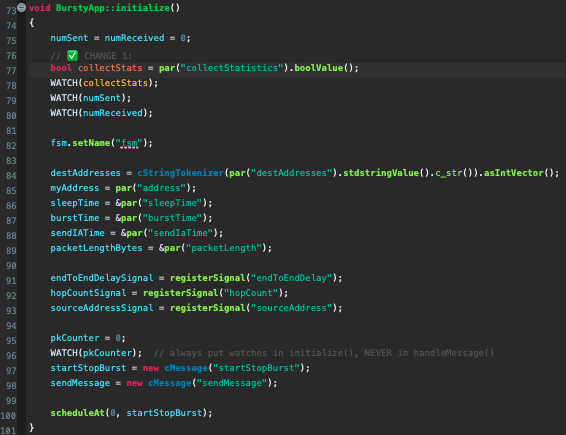 73 void BurstyApp::initialize()
74 {
75     numSent = numReceived = 0;
76     // ✅ CHANGE 1:
77     bool collectStats = par("collectStatistics").boolValue();
78     WATCH(collectStats);
79     WATCH(numSent);
80     WATCH(numReceived);
81
82     fsm.setName("fsm");
83
84     destAddresses = cStringTokenizer(par("destAddresses").stdstringValue().c_str()).asIntVector();
85     myAddress = par("address");
86     sleepTime = &par("sleepTime");
87     burstTime = &par("burstTime");
88     sendIATime = &par("sendIaTime");
89     packetLengthBytes = &par("packetLength");
90
91     endToEndDelaySignal = registerSignal("endToEndDelay");
92     hopCountSignal = registerSignal("hopCount");
93     sourceAddressSignal = registerSignal("sourceAddress");
94
95     pkCounter = 0;
96     WATCH(pkCounter);  // always put watches in initialize(), NEVER in handleMessage()
97     startStopBurst = new cMessage("startStopBurst");
98     sendMessage = new cMessage("sendMessage");
99
100     scheduleAt(0, startStopBurst);
101 }